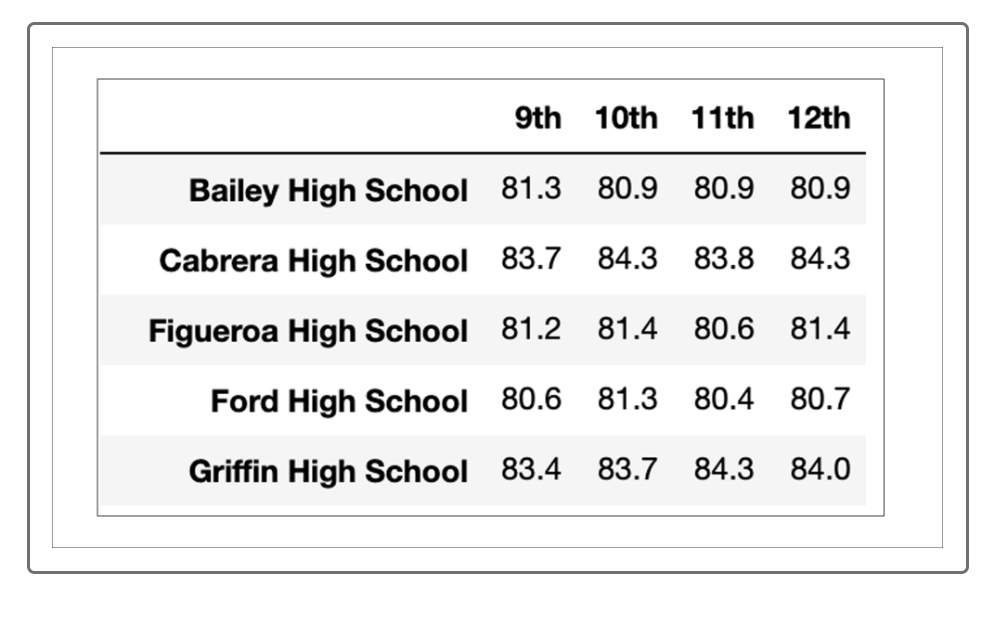 9th 10th 11th 12th
Bailey High School 81.3 80.9 80.9 80.9
Cabrera High School 83.7 84.3 83.8 84.3
Figueroa High School 81.2 81.4 80.6 81.4
Ford High School 80.6 81.3 80.4 80.7
Griffin High School 83.4 83.7 84.3 84.0